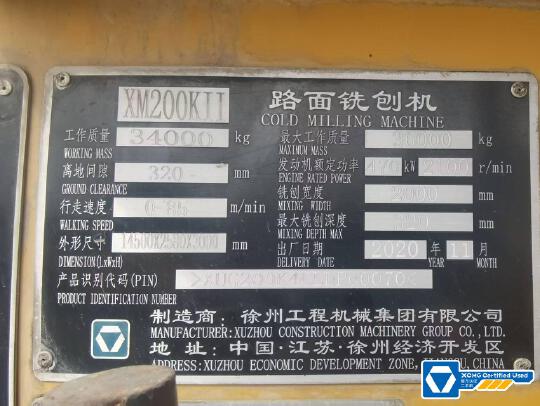 XM200KII 路面铣刨机
COLD MILLING MACHINE
工作质量 34000 kg 最大工作质量 kg
WORKING MASS MAXIMUM MASS
离地间隙 320 mm 发动机额定功率 kW r/min
GROUND CLEARANCE ENGINE RATED POWER
行走速度 m/min 铣刨宽度 mm
WALKING SPEED MIXING WIDTH
外形尺寸 mm 最大铣刨深度 mm
DIMENSION(LxWxH) MIXING DEPTH MAX
出厂日期 2020 年 11 月
DELIVERY DATE YEAR MONTH
产品识别代码(PIN)
PRODUCT IDENTIFICATION NUMBER
制造商：徐州工程机械集团有限公司
MANUFACTURER:XUZHOU CONSTRUCTION MACHINERY GROUP CO., LTD.
地 址：中国·江苏·徐州经济开发区
ADDRESS:XUZHOU ECONOMIC DEVELOPMENT ZONE, JIANGSU, CHINA
XCMG Certified Used